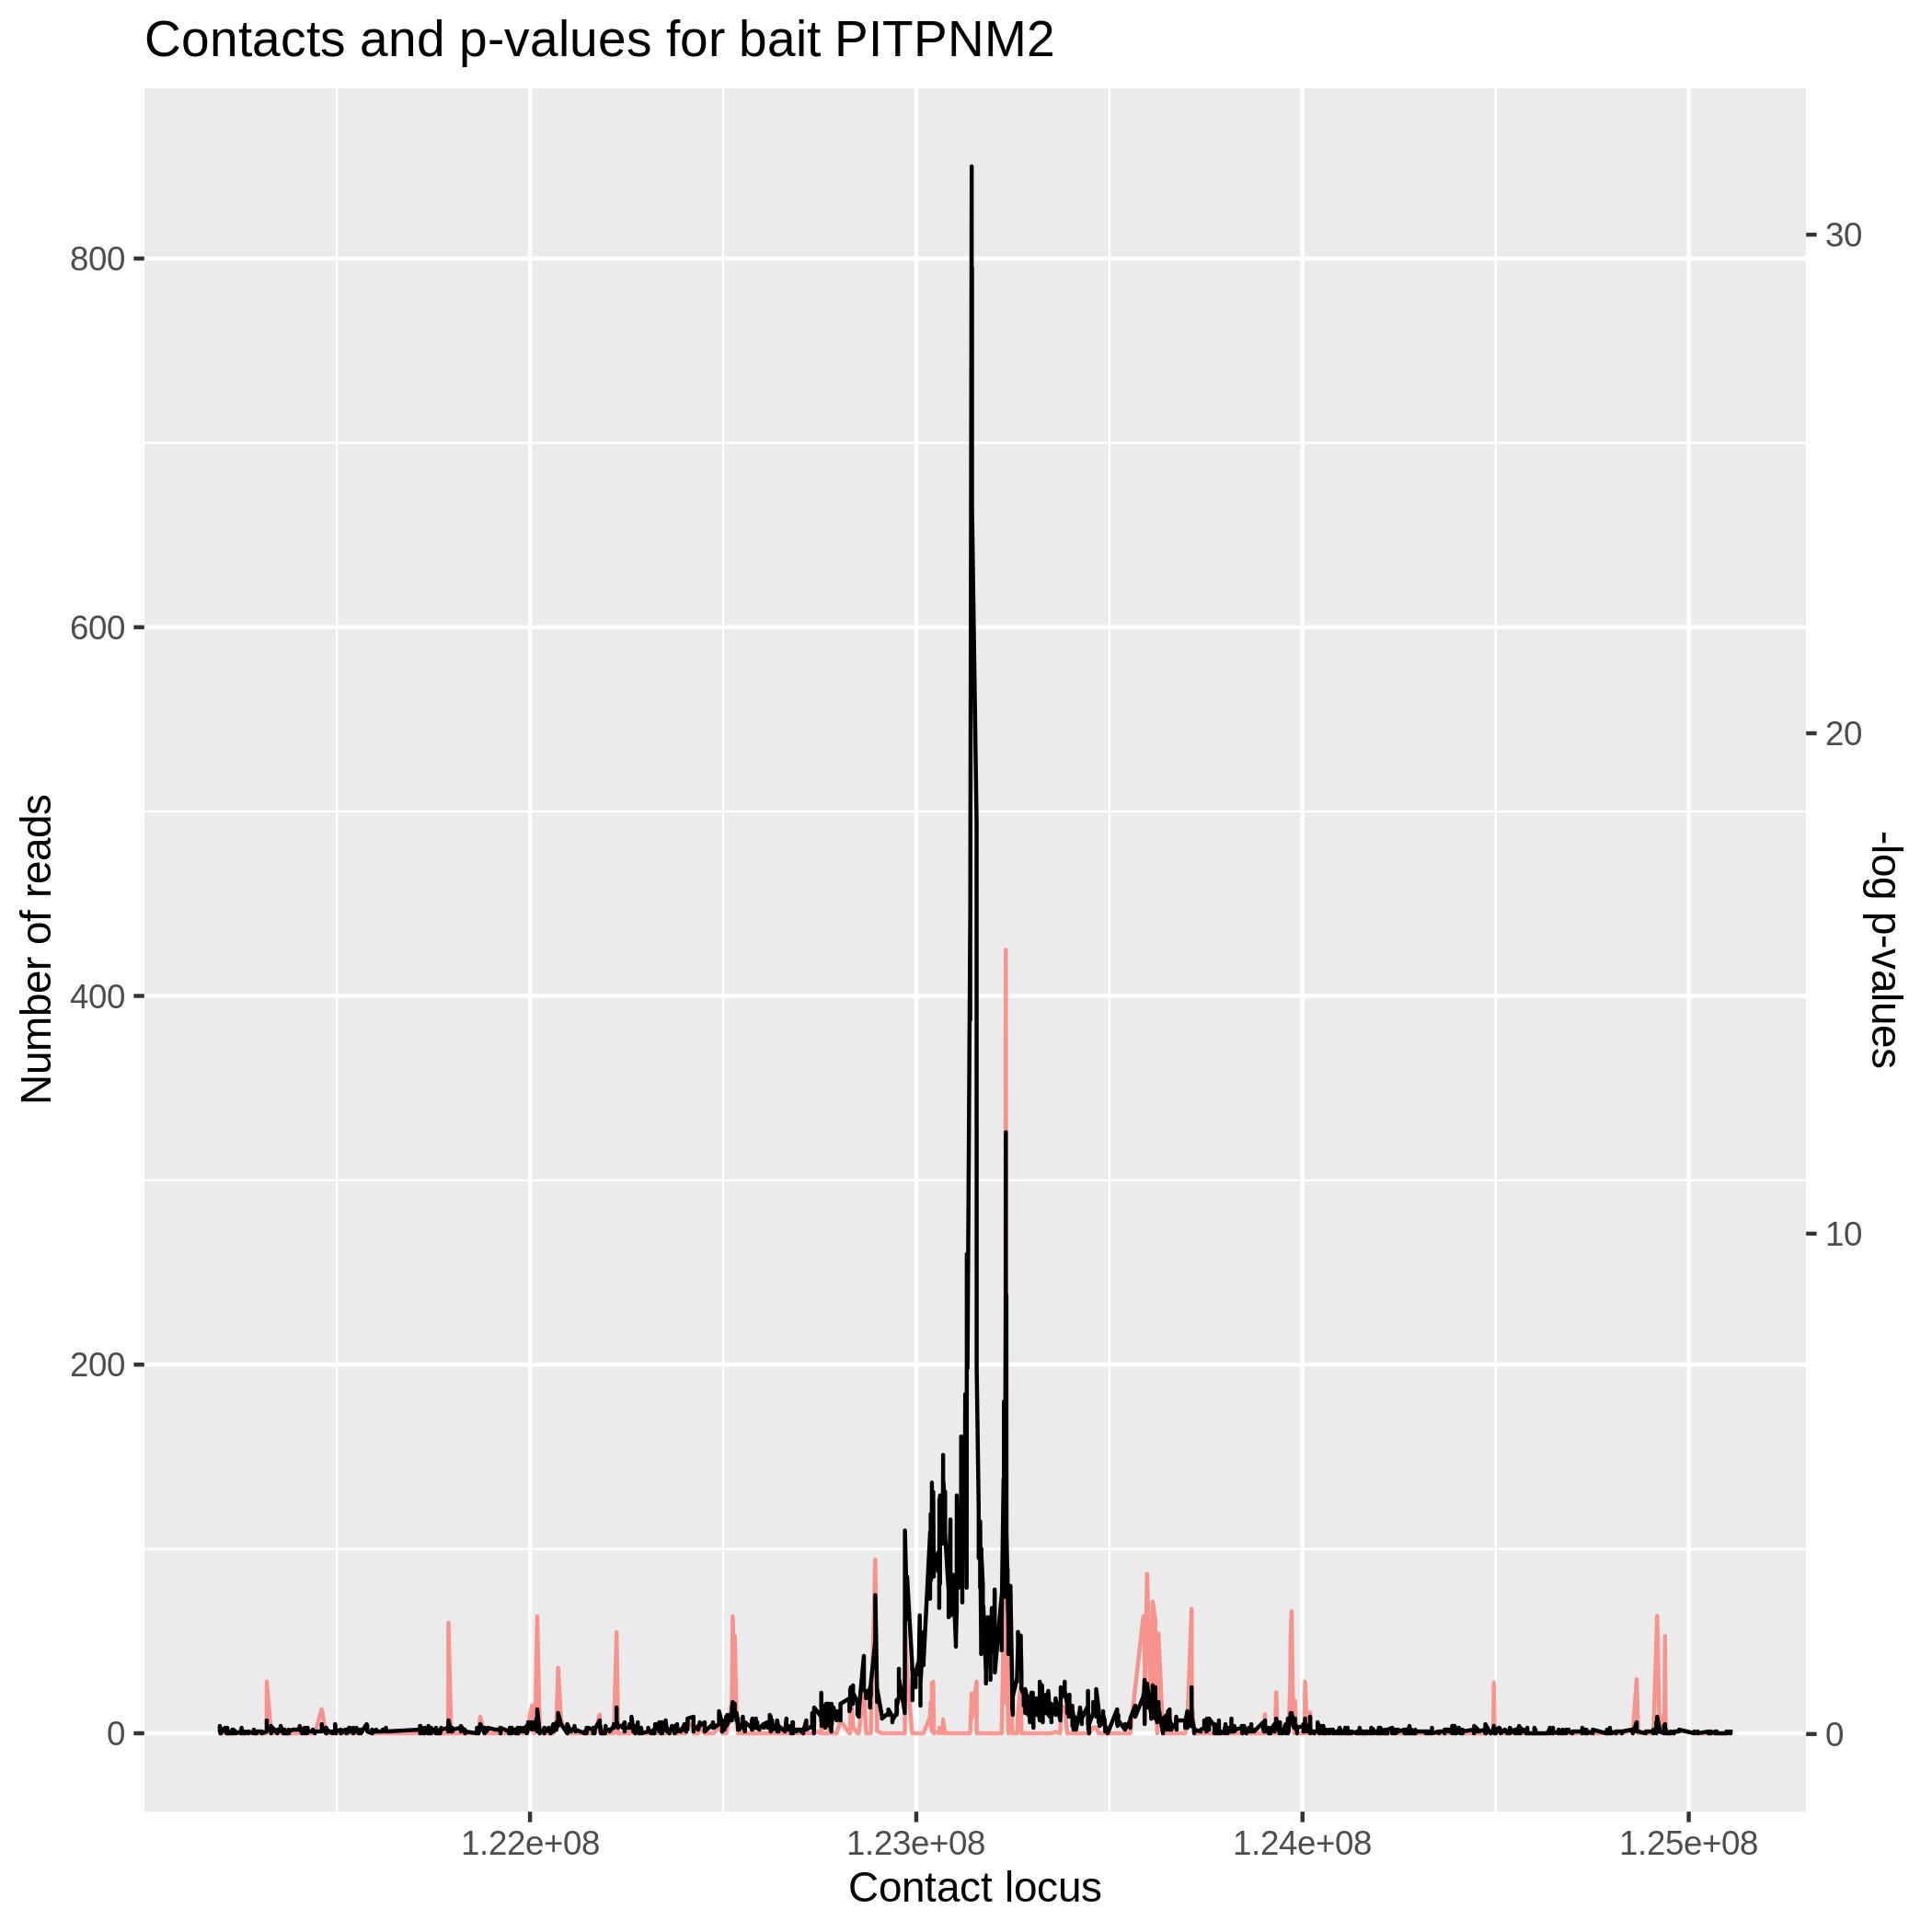 Contacts and p-values for bait PITPNM2
Number of reads
800
600
400
200
0
30
20
10
0
-log p-values
1.22e+08
1.23e+08
1.24e+08
1.25e+08
Contact locus